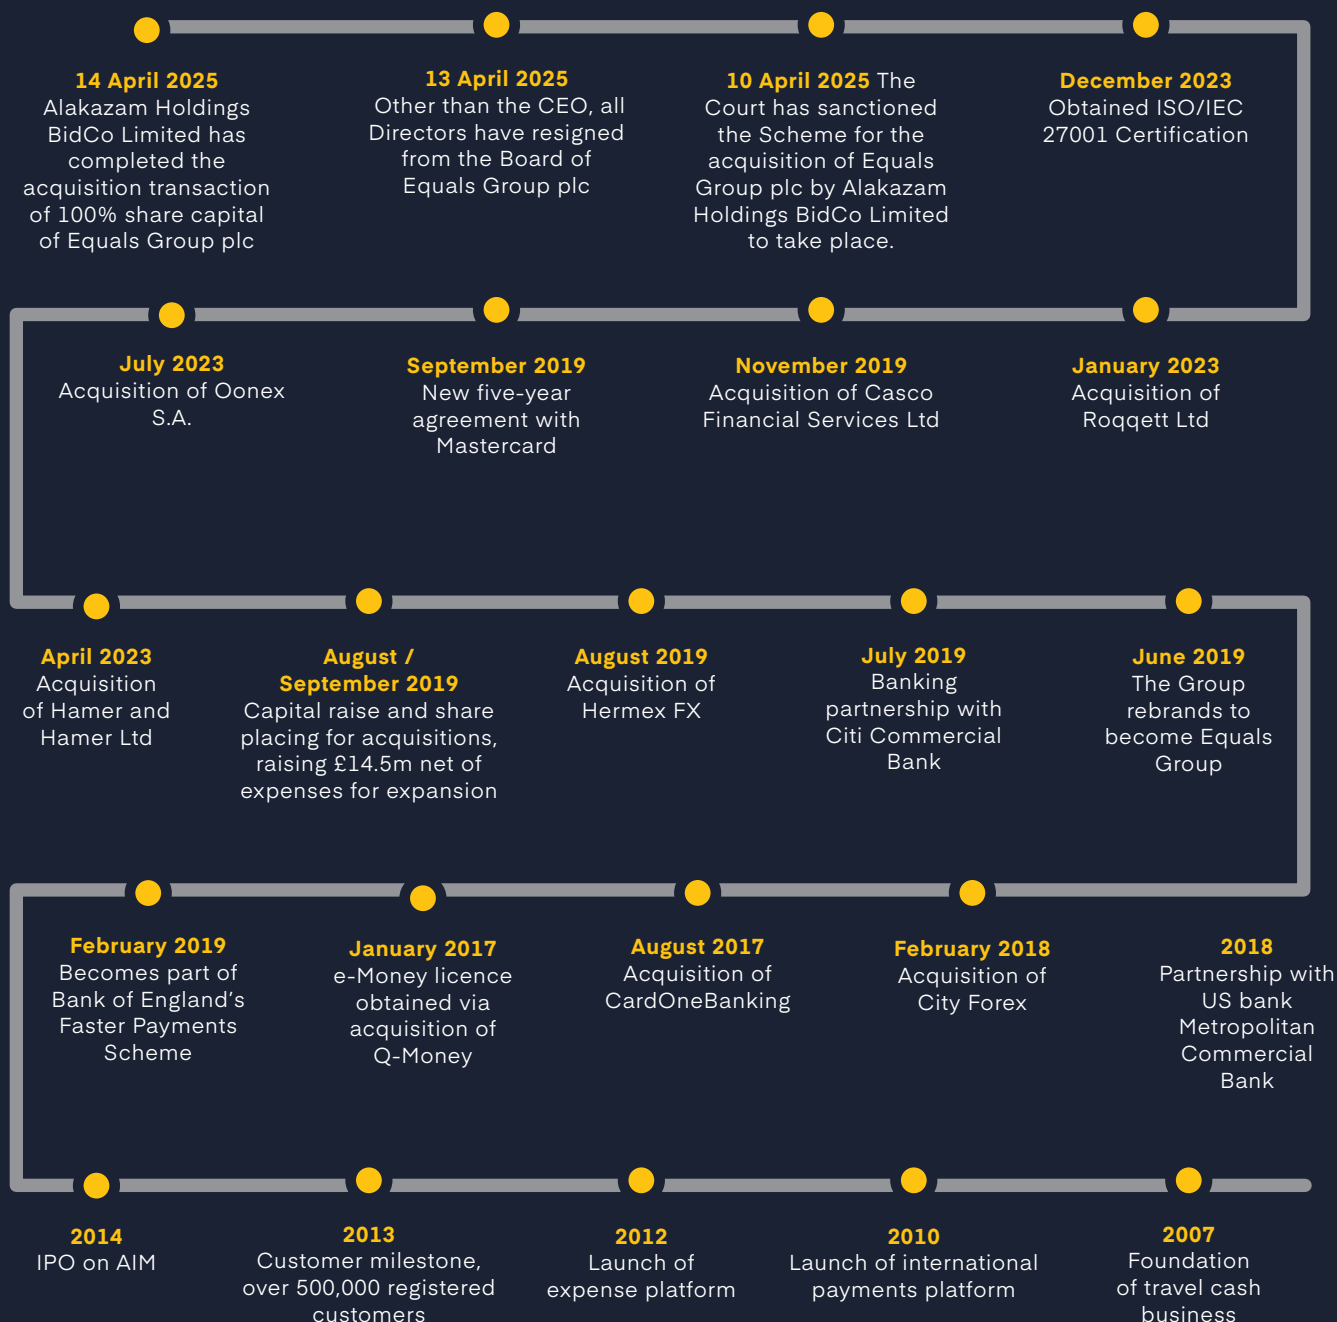 14 April 2025
Alakazam Holdings
BidCo Limited has
completed the
acquisition transaction
of 100% share capital
of Equals Group plc
13 April 2025
Other than the CEO, all
Directors have resigned
from the Board of
Equals Group plc
10 April 2025 The
Court has sanctioned
the Scheme for the
acquisition of Equals
Group plc by Alakazam
Holdings BidCo Limited
to take place.
December 2023
Obtained ISO/IEC
27001 Certification
July 2023
Acquisition of Oonex
S.A.
September 2019
New five-year
agreement with
Mastercard
November 2019
Acquisition of Casco
Financial Services Ltd
January 2023
Acquisition of
Roqqett Ltd
April 2023
Acquisition
of Hamer and
Hamer Ltd
August /
September 2019
Capital raise and share
placing for acquisitions,
raising £14.5m net of
expenses for expansion
August 2019
Acquisition of
Hermex FX
July 2019
Banking
partnership with
Citi Commercial
Bank
June 2019
The Group
rebrands to
become Equals
Group
February 2019
Becomes part of
Bank of England’s
Faster Payments
Scheme
January 2017
e-Money licence
obtained via
acquisition of
Q-Money
August 2017
Acquisition of
CardOneBanking
February 2018
Acquisition of
City Forex
2018
Partnership with
US bank
Metropolitan
Commercial
Bank
2014
IPO on AIM
2013
Customer milestone,
over 500,000 registered
customers
2012
Launch of
expense platform
2010
Launch of international
payments platform
2007
Foundation
of travel cash
business